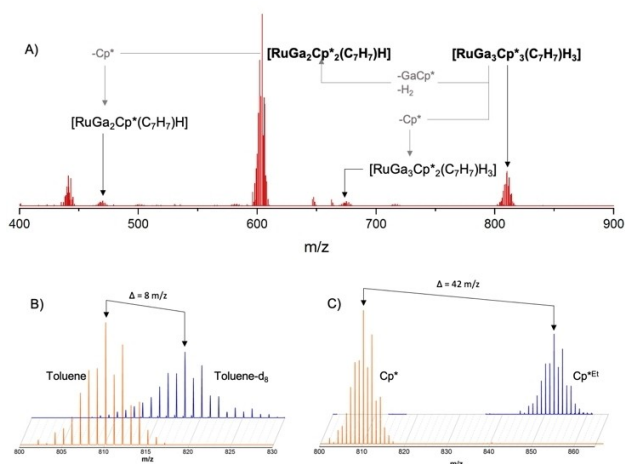 A)
-Cp*
[RuGa₂Cp*₂(C₇H₇)H]
[RuGa₃Cp*₃(C₇H₇)H₃]
-GaCp*
-H₂
[RuGa₂Cp*(C₇H₇)H]
-Cp*
[RuGa₃Cp*₂(C₇H₇)H₃]
400 500 600 700 800 900
m/z
B)
Δ = 8 m/z
Toluene
Toluene-d₈
800 805 810 815 820 825 830
m/z
C)
Δ = 42 m/z
Cp*
Cp*ᴱᵗ
800 810 820 830 840 850 860
m/z